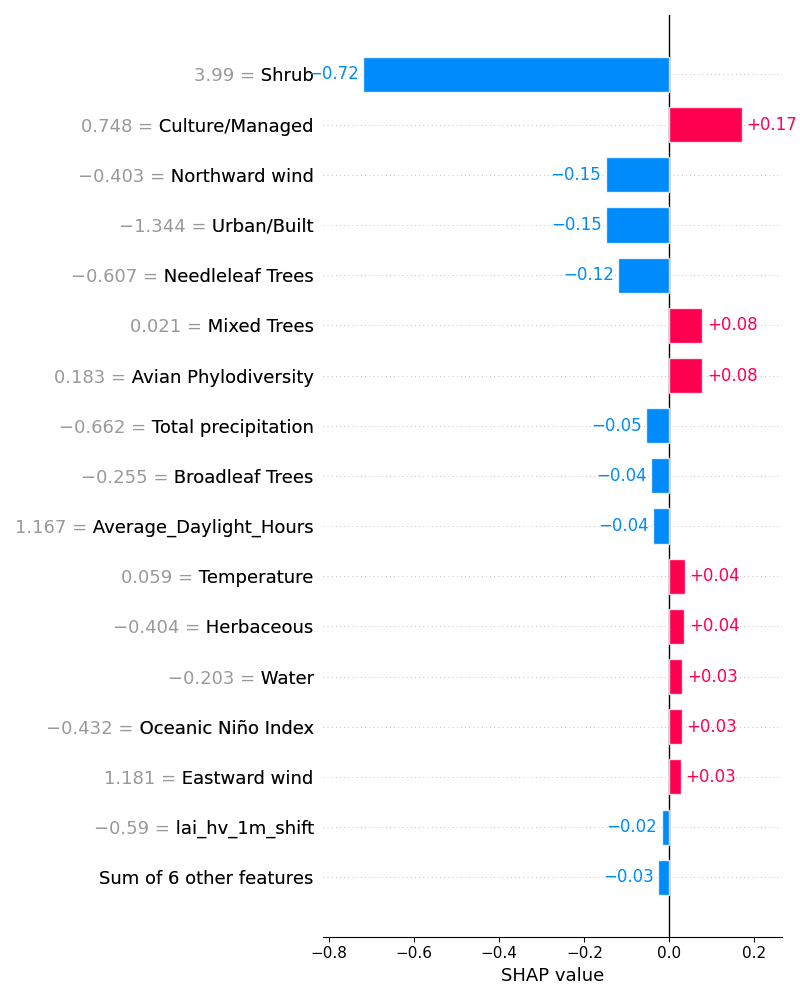 3.99 = Shrub −0.72
0.748 = Culture/Managed +0.17
−0.403 = Northward wind −0.15
−1.344 = Urban/Built −0.15
−0.607 = Needleleaf Trees −0.12
0.021 = Mixed Trees +0.08
0.183 = Avian Phylodiversity +0.08
−0.662 = Total precipitation −0.05
−0.255 = Broadleaf Trees −0.04
1.167 = Average_Daylight_Hours −0.04
0.059 = Temperature +0.04
−0.404 = Herbaceous +0.04
−0.203 = Water +0.03
−0.432 = Oceanic Niño Index +0.03
1.181 = Eastward wind +0.03
−0.59 = lai_hv_1m_shift −0.02
Sum of 6 other features −0.03
−0.8 −0.6 −0.4 −0.2 0.0 0.2
SHAP value